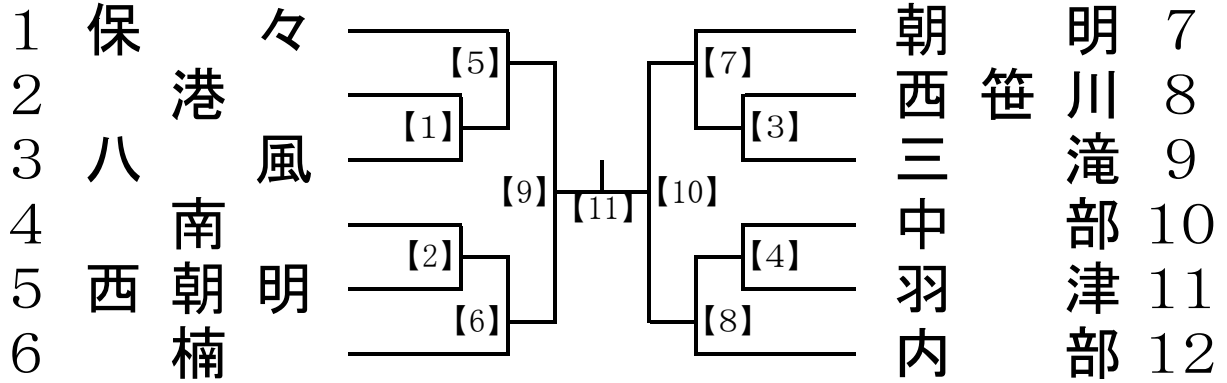 1 保々 【5】 【7】 朝明 7
2 港 西笹川 8
【1】 【3】
3 八風 三滝 9
【9】 【11】 【10】
4 南 中部 10
【2】 【4】
5 西朝明 羽津 11
【6】 【8】
6 楠 内部 12